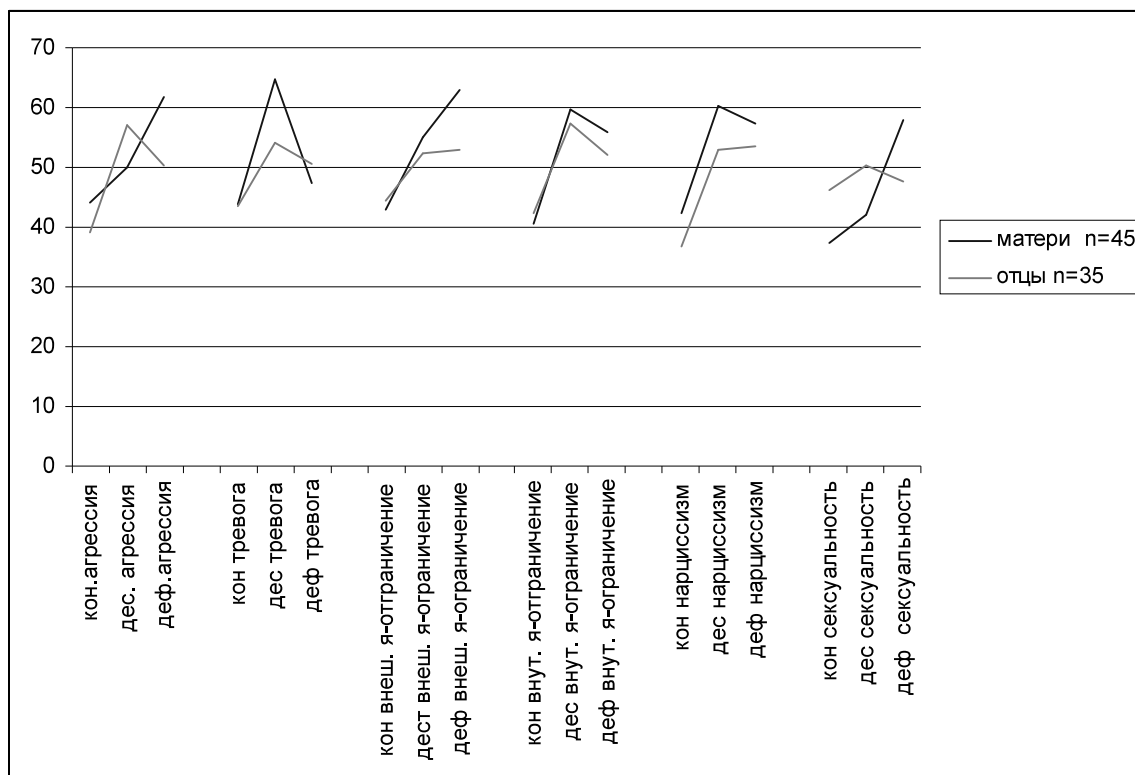 70
60
50
40
30
20
10
0
кон.агрессия
дес. агрессия
деф.агрессия
кон тревога
дес тревога
деф тревога
кон внеш. я-отграничение
дест внеш. я-ограничение
деф внеш. я-ограничение
кон внут. я-отграничение
дес внут. я-ограничение
деф внут. я-ограничение
кон нарциссизм
дес нарциссизм
деф нарциссизм
кон сексуальность
дес сексуальность
деф сексуальность
матери n=45
отцы n=35